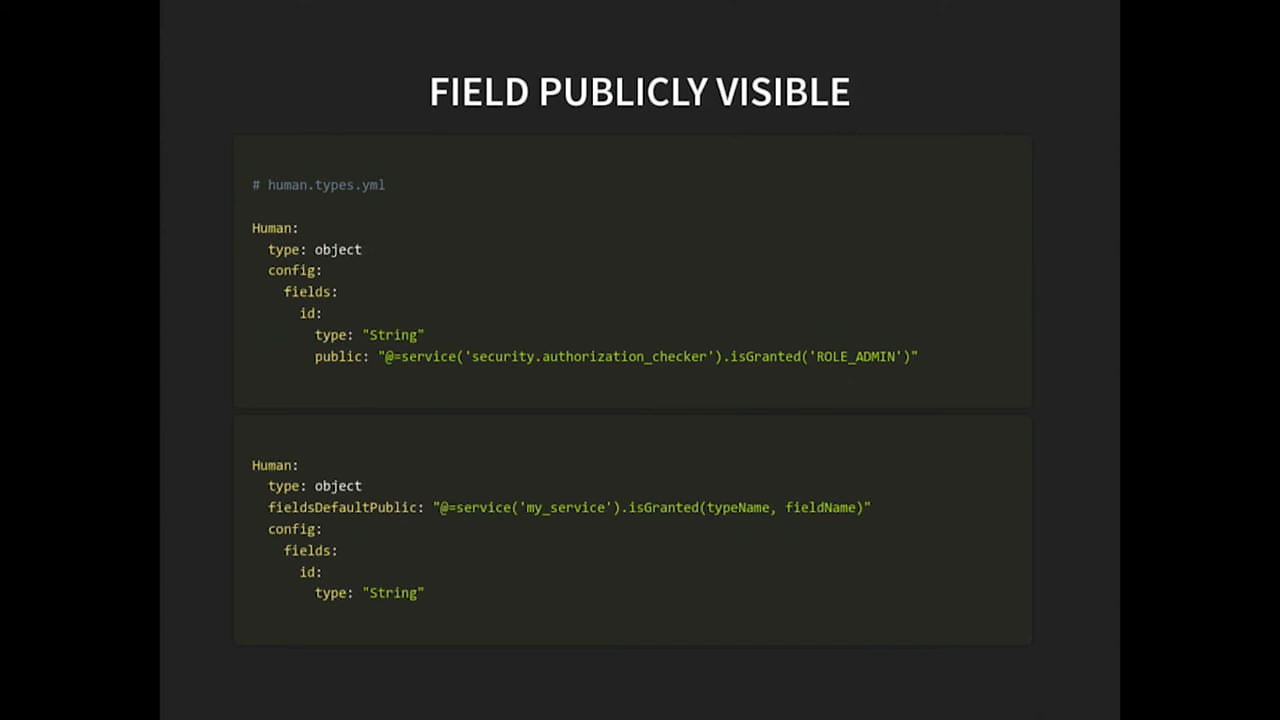 FIELD PUBLICLY VISIBLE
# human.types.yml
Human:
  type: object
  config:
    fields:
      id:
        type: "String"
        public: "@=service('security.authorization_checker').isGranted('ROLE_ADMIN')"
Human:
  type: object
  fieldsDefaultPublic: "@=service('my_service').isGranted(typeName, fieldName)"
  config:
    fields:
      id:
        type: "String"